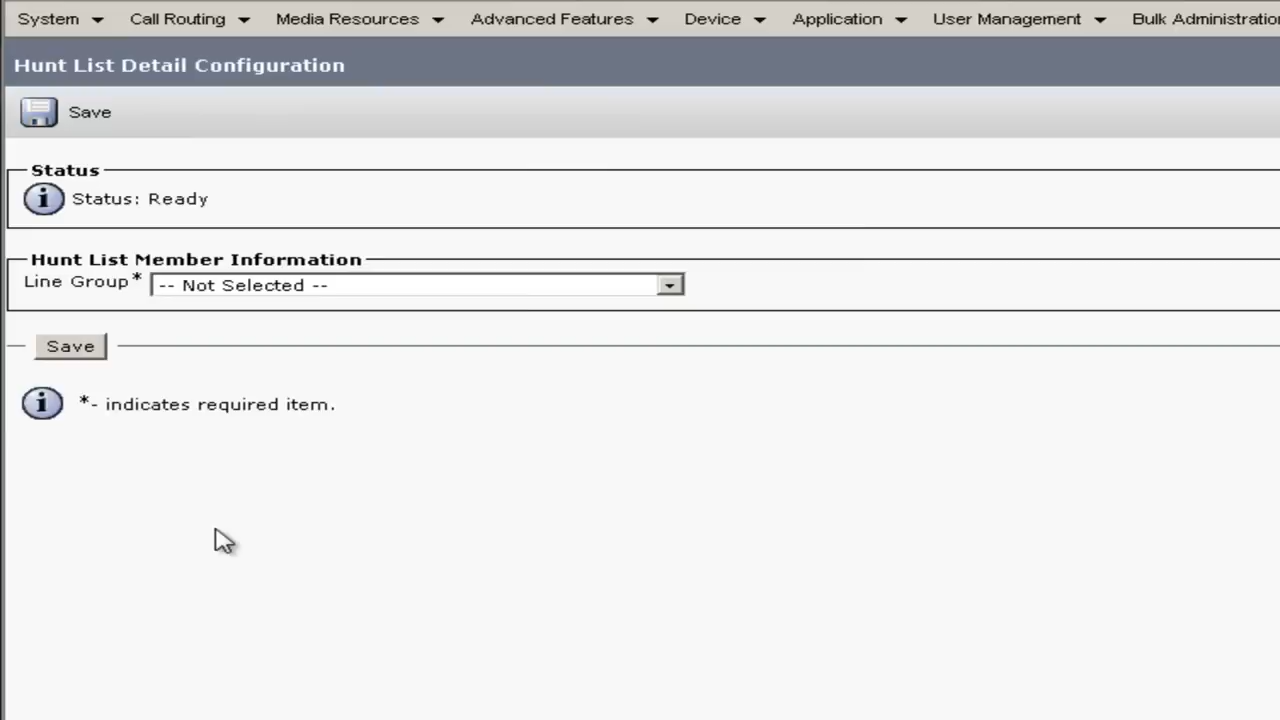 System Call Routing Media Resources Advanced Features Device Application User Management Bulk Administration
Hunt List Detail Configuration
Save
Status
i Status: Ready
Hunt List Member Information
Line Group* -- Not Selected --
Save
i *- indicates required item.